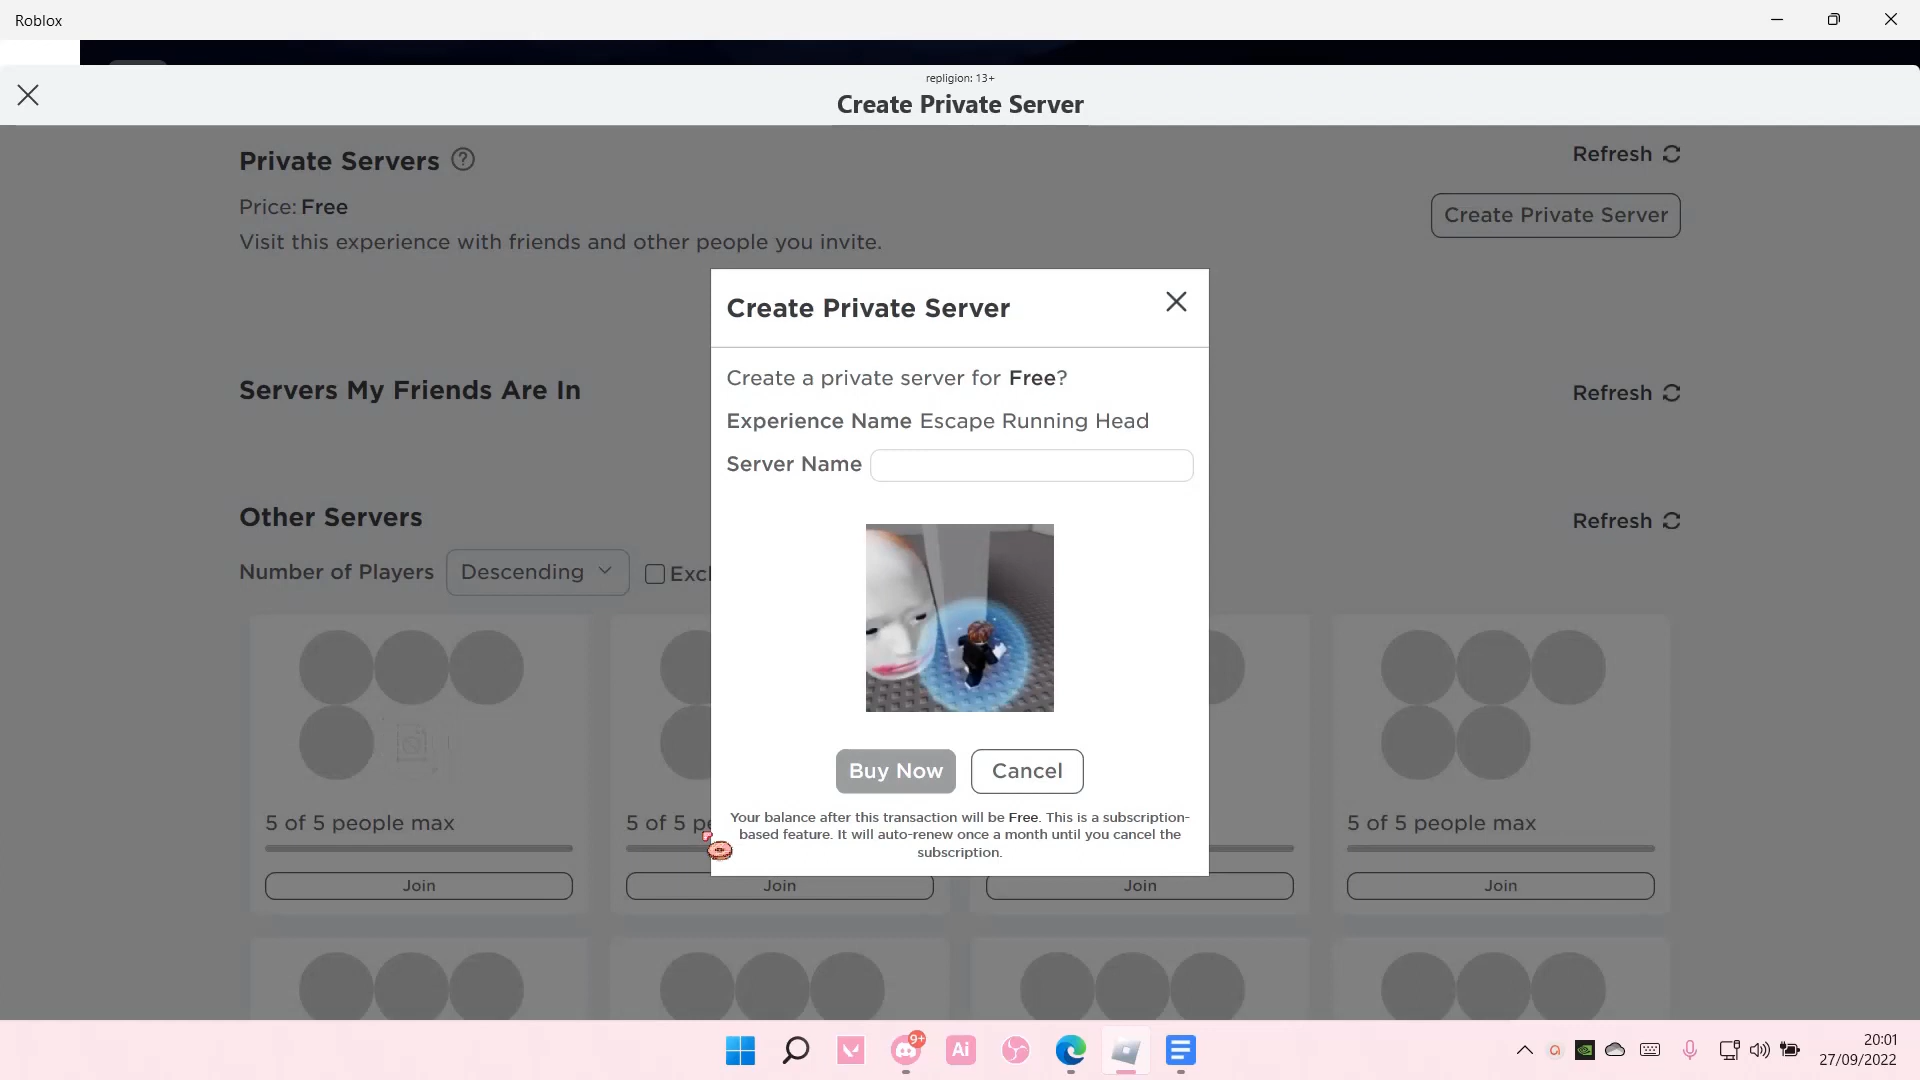 Roblox
repligion: 13+
Create Private Server
Private Servers
Refresh
Price: Free
Create Private Server
Visit this experience with friends and other people you invite.
Create Private Server
Create a private server for Free?
Servers My Friends Are In
Refresh
Experience Name Escape Running Head
Server Name
Other Servers
Refresh
Number of Players
Descending
Buy Now
Cancel
Your balance after this transaction will be Free. This is a subscription-
based feature. It will auto-renew once a month until you cancel the
subscription.
5 of 5 people max
5 of 5
5 of 5 people max
Join
Join
Join
Join
9+
Ai
20:01
27/09/2022